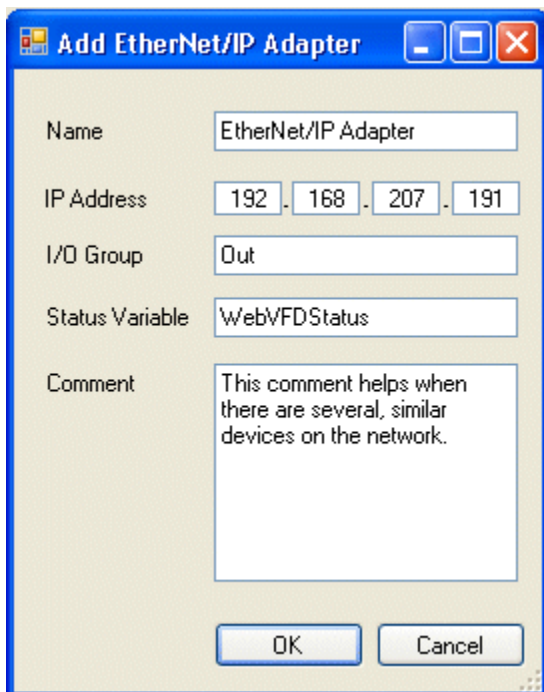 Add EtherNet/IP Adapter
Name EtherNet/IP Adapter
IP Address 192 . 168 . 207 . 191
I/O Group Out
Status Variable WebVFDStatus
Comment This comment helps when
there are several, similar
devices on the network.
OK Cancel